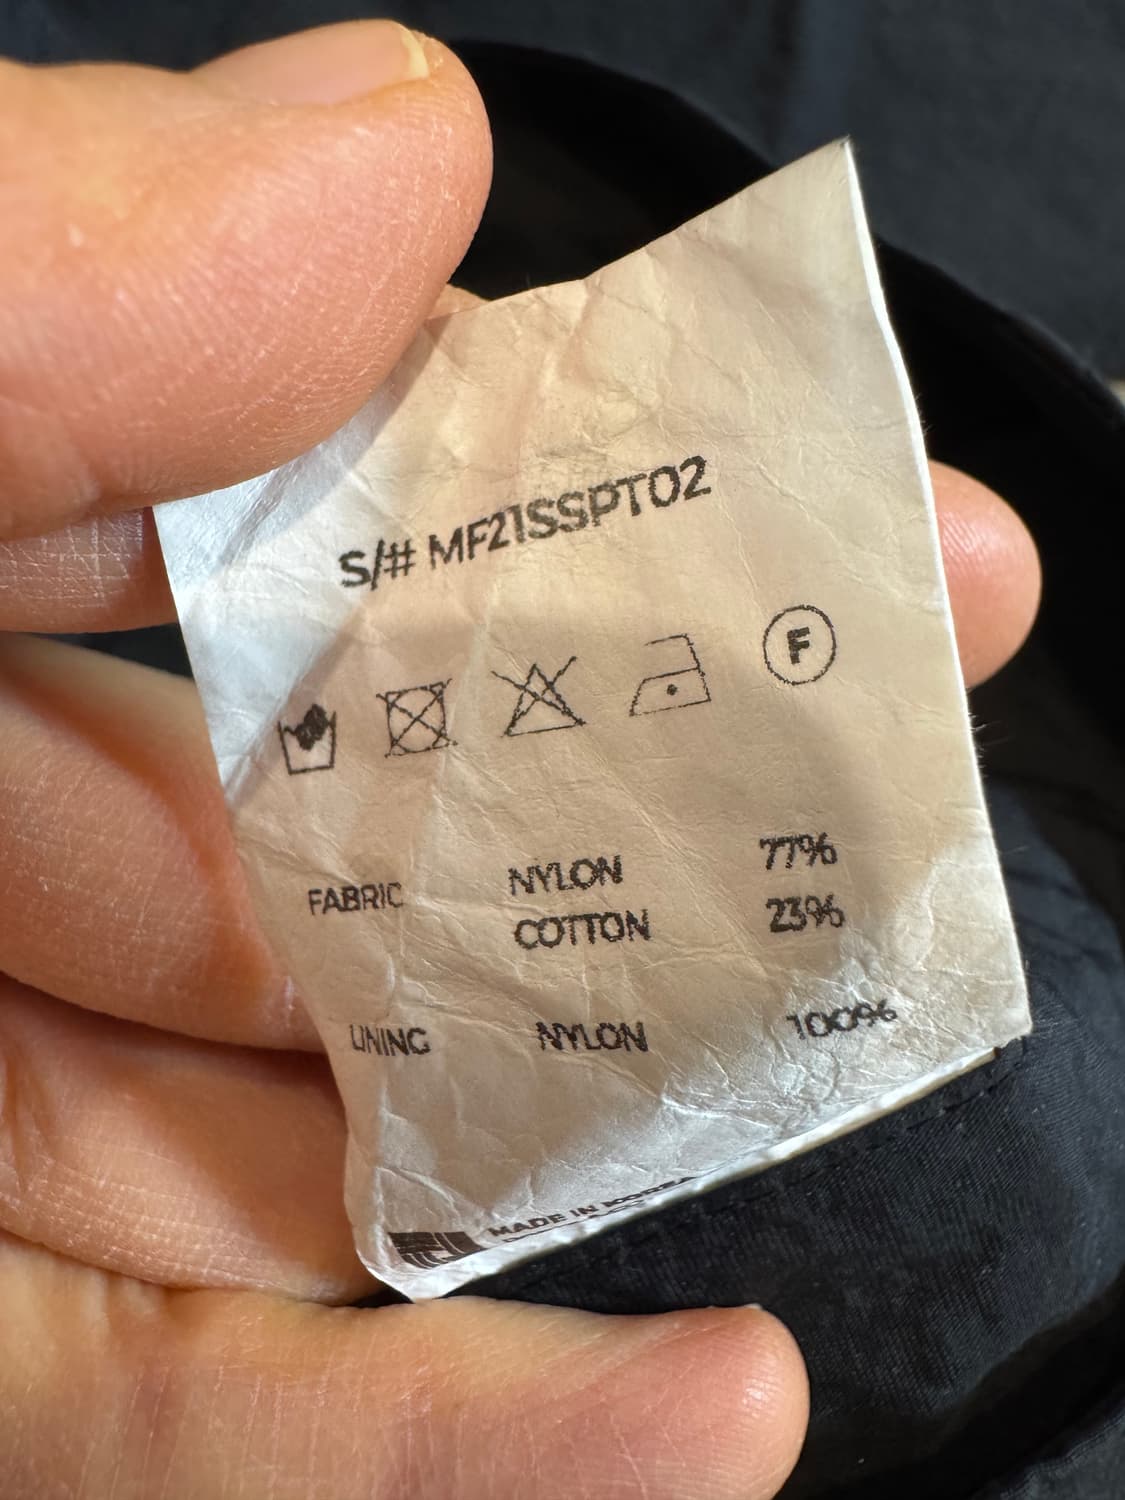 S/# MF21SSPT02
F
FABRIC NYLON 77%
COTTON 23%
LINING NYLON 100%
MADE IN KOREA